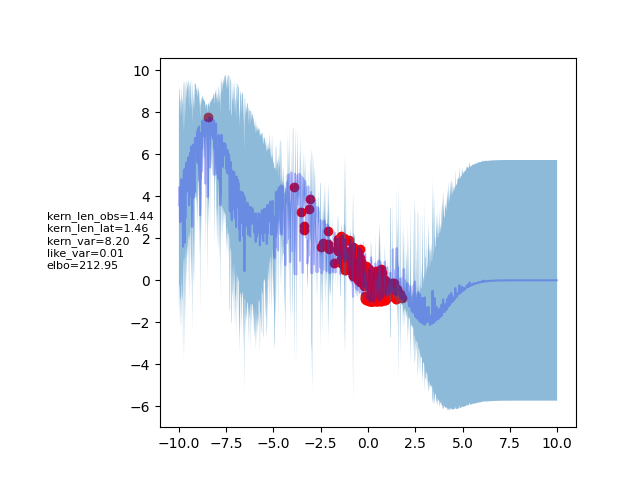 10
8
6
4
2
0
−2
−4
−6
kern_len_obs=1.44
kern_len_lat=1.46
kern_var=8.20
like_var=0.01
elbo=212.95
−10.0 −7.5 −5.0 −2.5 0.0 2.5 5.0 7.5 10.0